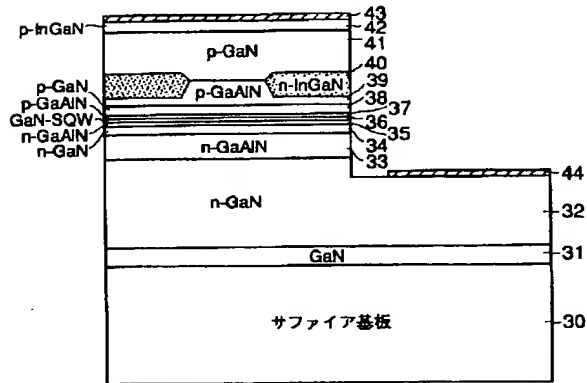 43
p-InGaN
42
41
p-GaN
40
n-InGaN
39
p-GaAlN
p-GaN
38
p-GaAlN
37
GaN-SQW
36
n-GaAlN
35
n-GaN
34
n-GaAlN
33
44
n-GaN
32
GaN
31
サファイア基板
30